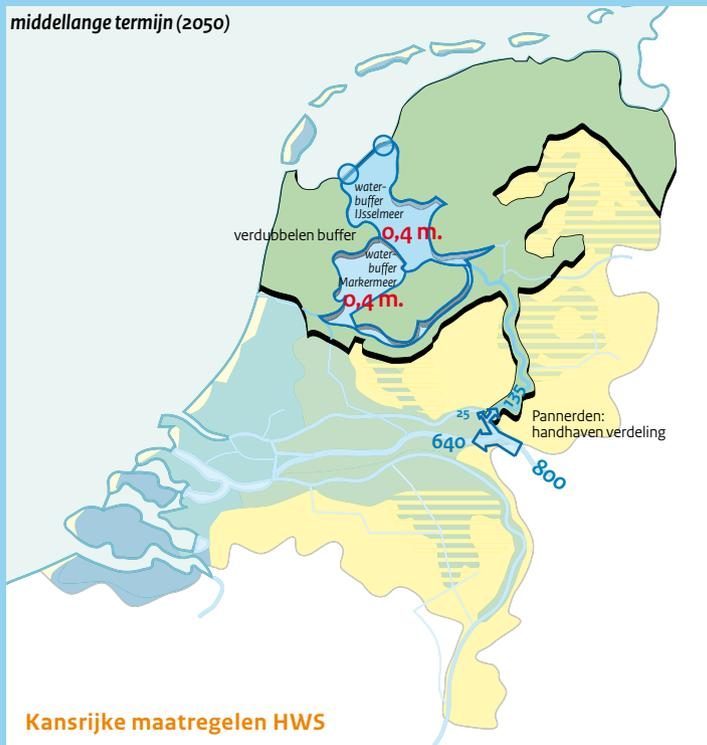 middellange termijn (2050)
water-
buffer
IJsselmeer
verdubbelen buffer
0,4 m.
water-
buffer
Markermeer
0,4 m.
135
25
Pannerden:
handhaven verdeling
640
800
Kansrijke maatregelen HWS